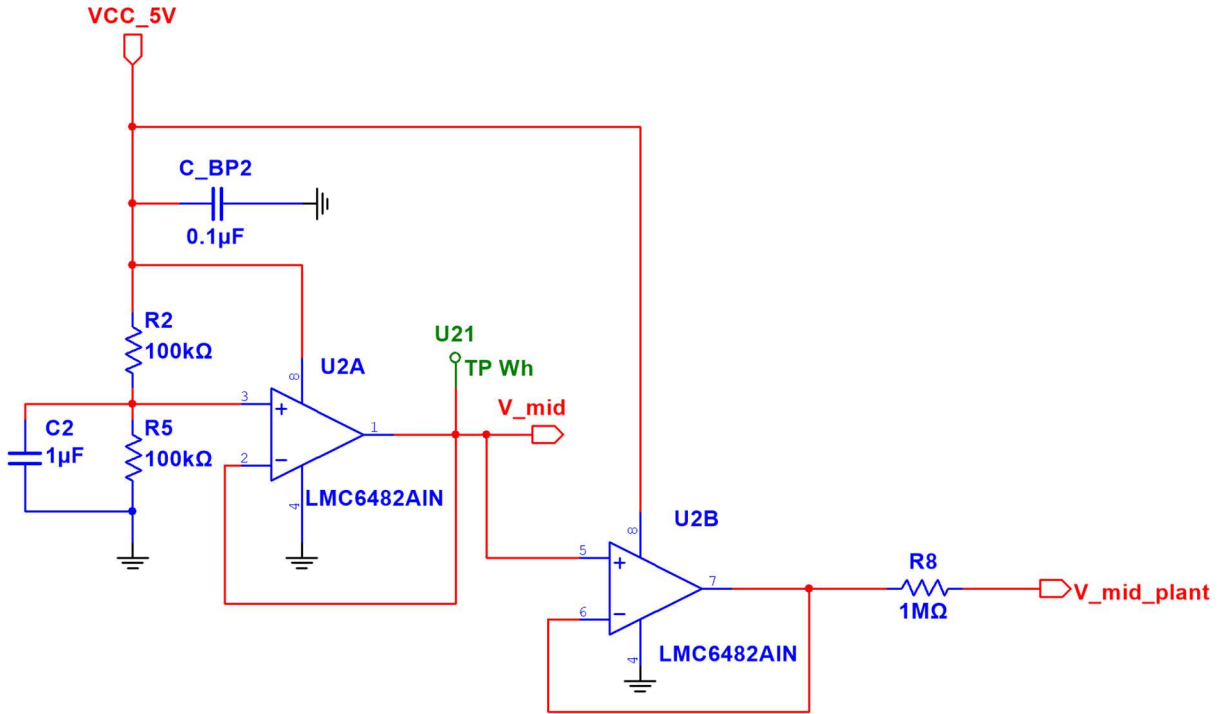 VCC_5V
C_BP2
0.1µF
R2
100kΩ
U2A
8
3
+
1
2
−
4
LMC6482AIN
C2
1µF
R5
100kΩ
U21
TP Wh
V_mid
U2B
8
5
+
7
6
−
4
LMC6482AIN
R8
1MΩ
V_mid_plant